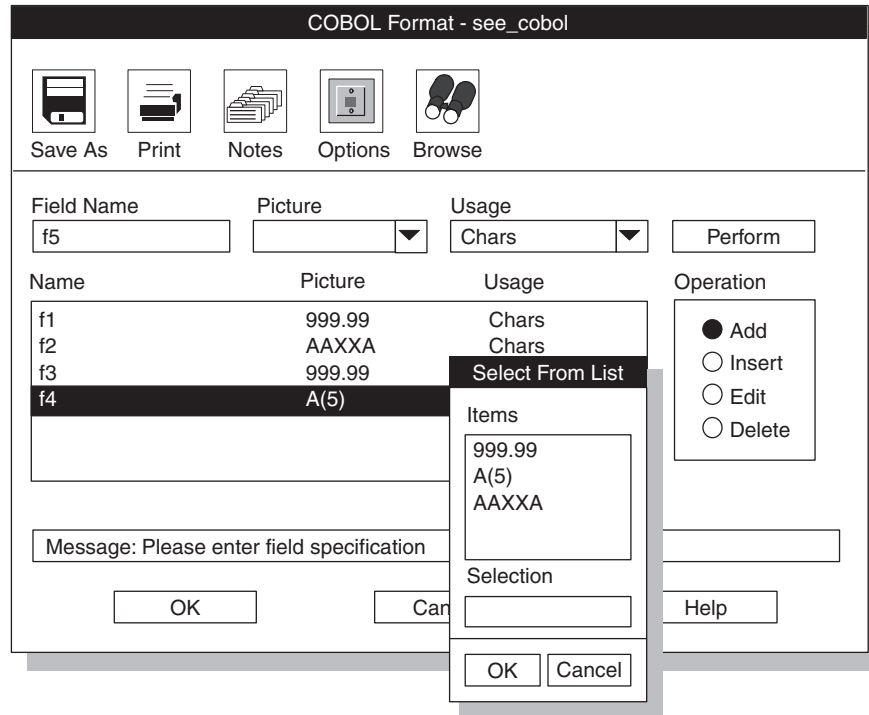 COBOL Format - see_cobol
Save As Print Notes Options Browse
Field Name Picture Usage
f5 Chars Perform
Name Picture Usage Operation
f1 999.99 Chars
f2 AAXXA Chars
f3 999.99
f4 A(5)
Add
Insert
Edit
Delete
Select From List
Items
999.99
A(5)
AAXXA
Selection
OK Cancel
Message: Please enter field specification
OK Can Help